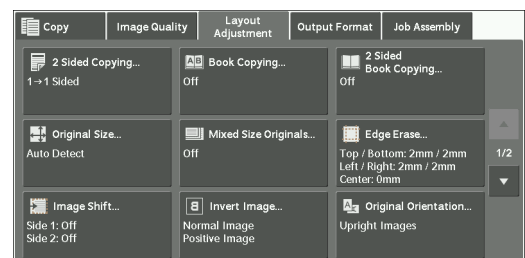 Copy
Image Quality
Layout
Adjustment
Output Format
Job Assembly
2 Sided Copying...
1→1 Sided
AB Book Copying...
Off
2 Sided
Book Copying...
Off
Original Size...
Auto Detect
Mixed Size Originals...
Off
Edge Erase...
Top / Bottom: 2mm / 2mm
Left / Right: 2mm / 2mm
Center: 0mm
1/2
Image Shift...
Side 1: Off
Side 2: Off
B Invert Image...
Normal Image
Positive Image
A Original Orientation...
Upright Images